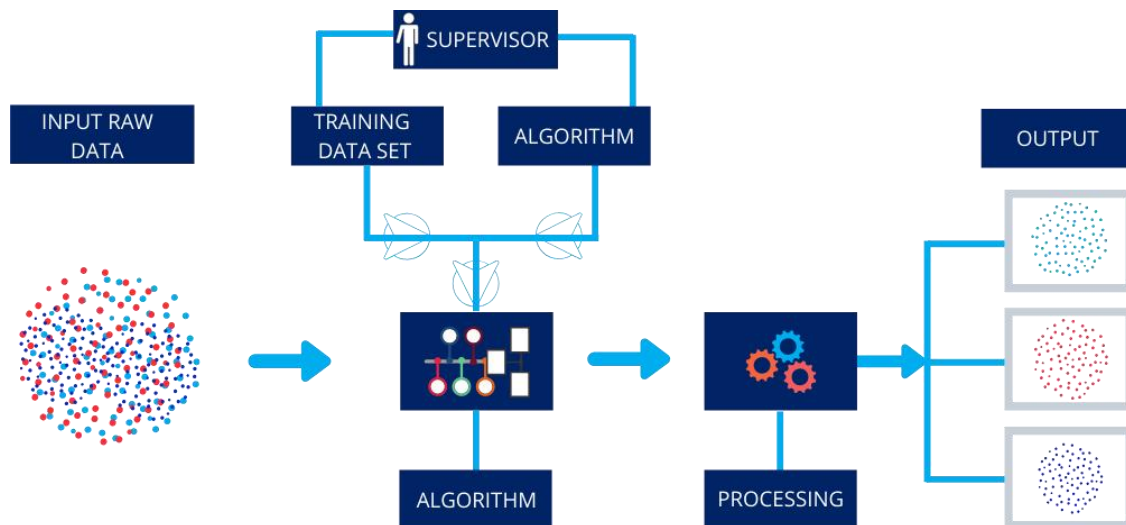 SUPERVISOR
INPUT RAW
DATA
TRAINING
DATA SET
ALGORITHM
OUTPUT
ALGORITHM
PROCESSING